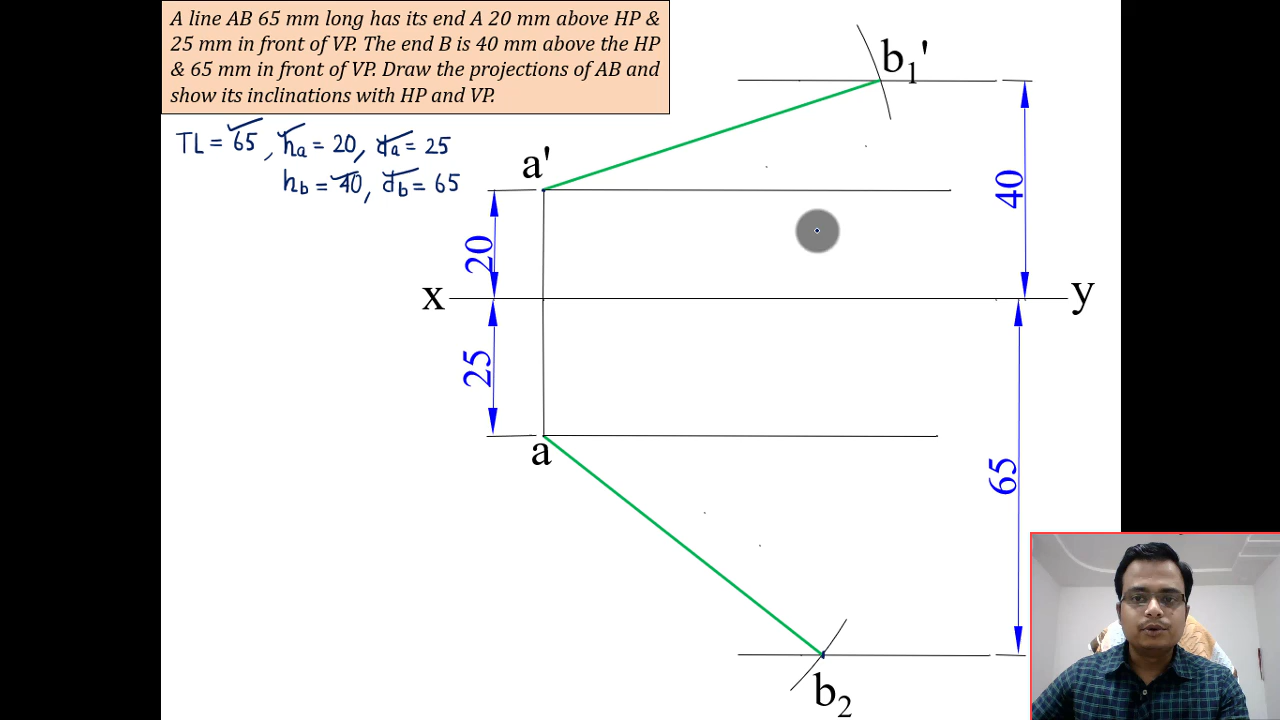 A line AB 65 mm long has its end A 20 mm above HP &
25 mm in front of VP. The end B is 40 mm above the HP
& 65 mm in front of VP. Draw the projections of AB and
show its inclinations with HP and VP.
TL = 65, ha = 20, da = 25
hb = 40, db = 65
b₁'
a'
40
20
x
y
25
a
65
b₂